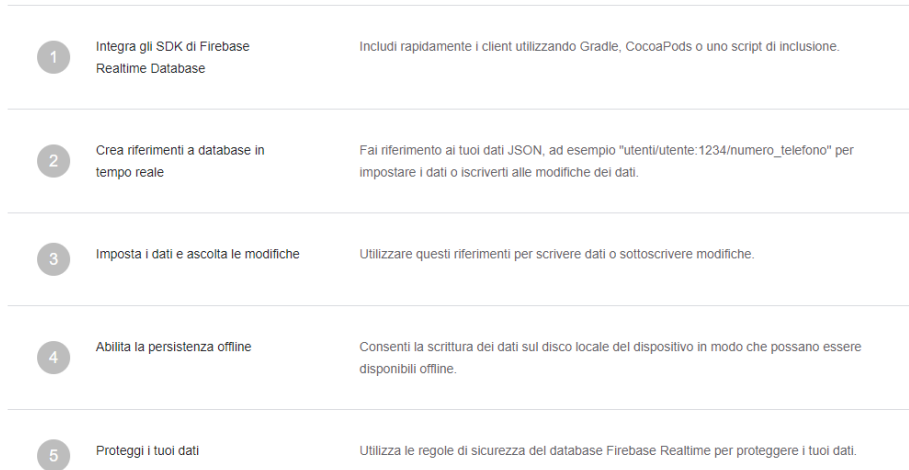 1
Integra gli SDK di Firebase
Realtime Database
Includi rapidamente i client utilizzando Gradle, CocoaPods o uno script di inclusione.
2
Crea riferimenti a database in
tempo reale
Fai riferimento ai tuoi dati JSON, ad esempio "utenti/utente:1234/numero_telefono" per
impostare i dati o iscriverti alle modifiche dei dati.
3
Imposta i dati e ascolta le modifiche
Utilizzare questi riferimenti per scrivere dati o sottoscrivere modifiche.
4
Abilita la persistenza offline
Consenti la scrittura dei dati sul disco locale del dispositivo in modo che possano essere
disponibili offline.
5
Proteggi i tuoi dati
Utilizza le regole di sicurezza del database Firebase Realtime per proteggere i tuoi dati.